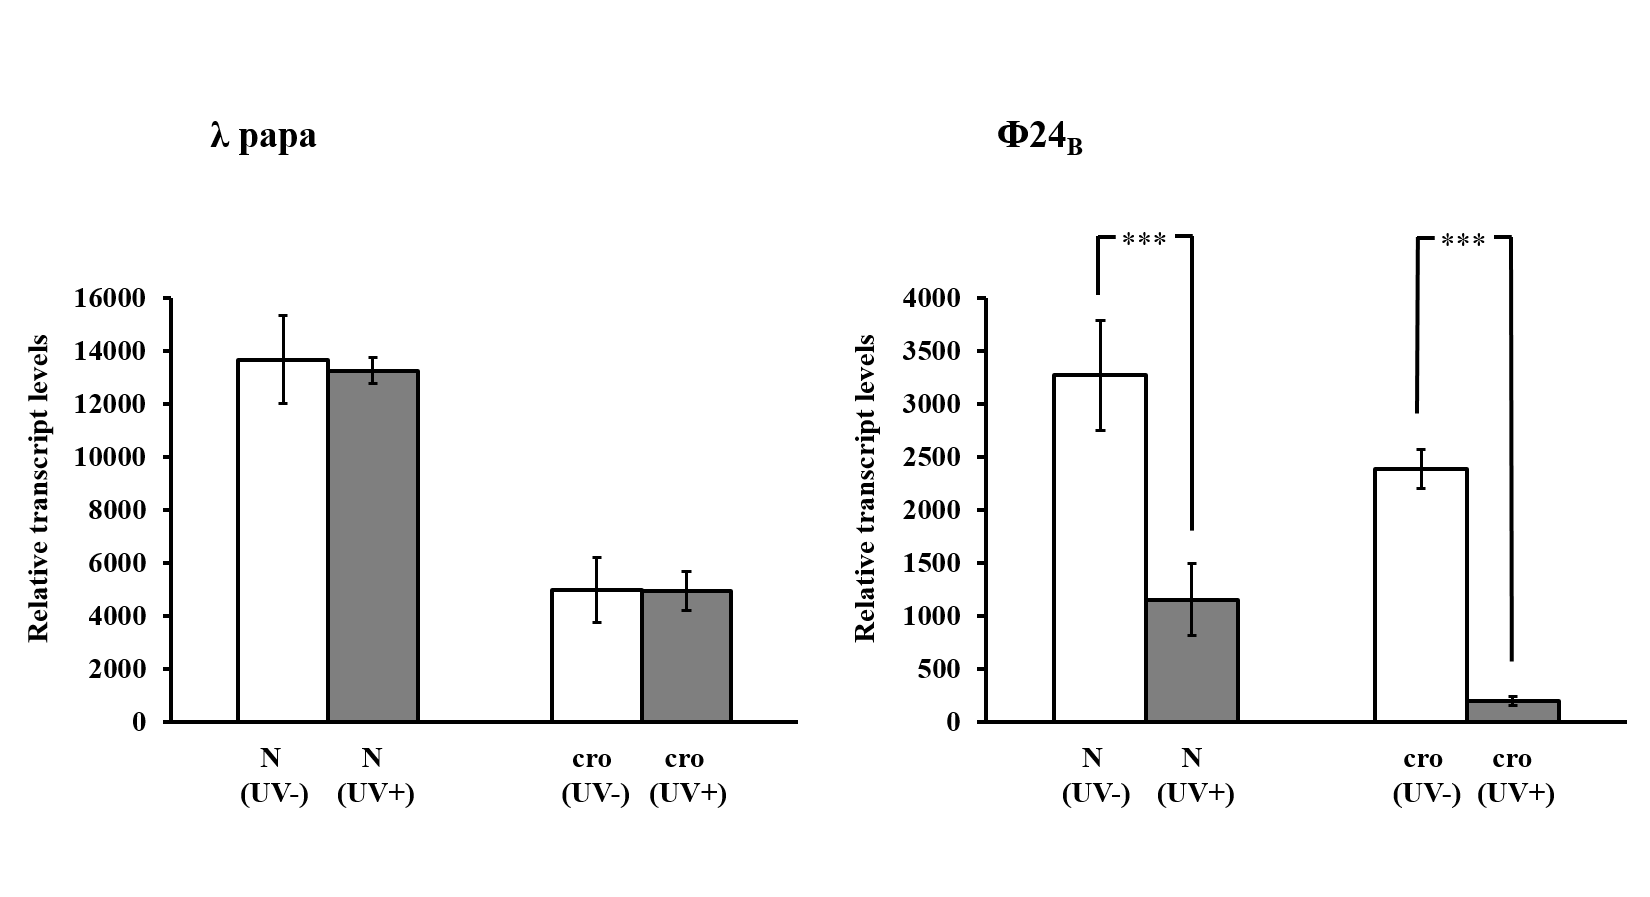 λ papa
Relative transcript levels
16000
14000
12000
10000
8000
6000
4000
2000
0
N
(UV-)
N
(UV+)
cro
(UV-)
cro
(UV+)
Φ24B
***
***
Relative transcript levels
4000
3500
3000
2500
2000
1500
1000
500
0
N
(UV-)
N
(UV+)
cro
(UV-)
cro
(UV+)